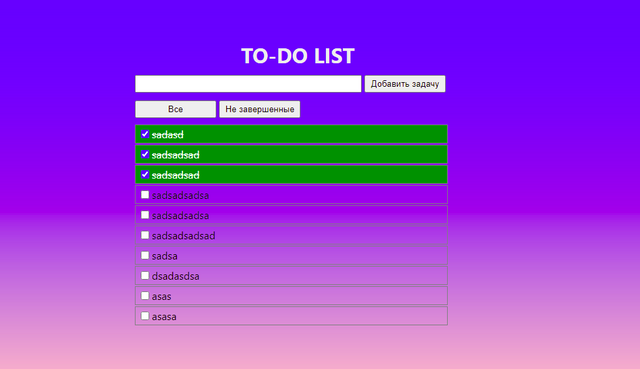 TO-DO LIST
Добавить задачу
Все Не завершенные
sadasd
sadsadsad
sadsadsad
sadsadsadsa
sadsadsadsa
sadsadsadsad
sadsa
dsadasdsa
asas
asasa